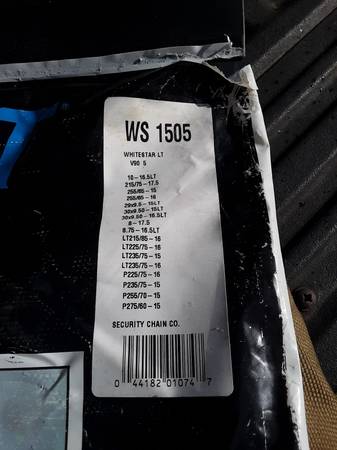 WS 1505
WHITESTAR LT
V90 5
10-16.5LT
215/75-17.5
255/65-15
255/65-16
29x9.5-15LT
30x9.50-15LT
30x9.50-16.5LT
8-17.5
8.75-16.5LT
LT215/85-16
LT225/75-16
LT235/75-15
LT235/75-16
P225/75-16
P235/75-15
P255/70-15
P275/60-15
SECURITY CHAIN CO.
0 44182 01074 7